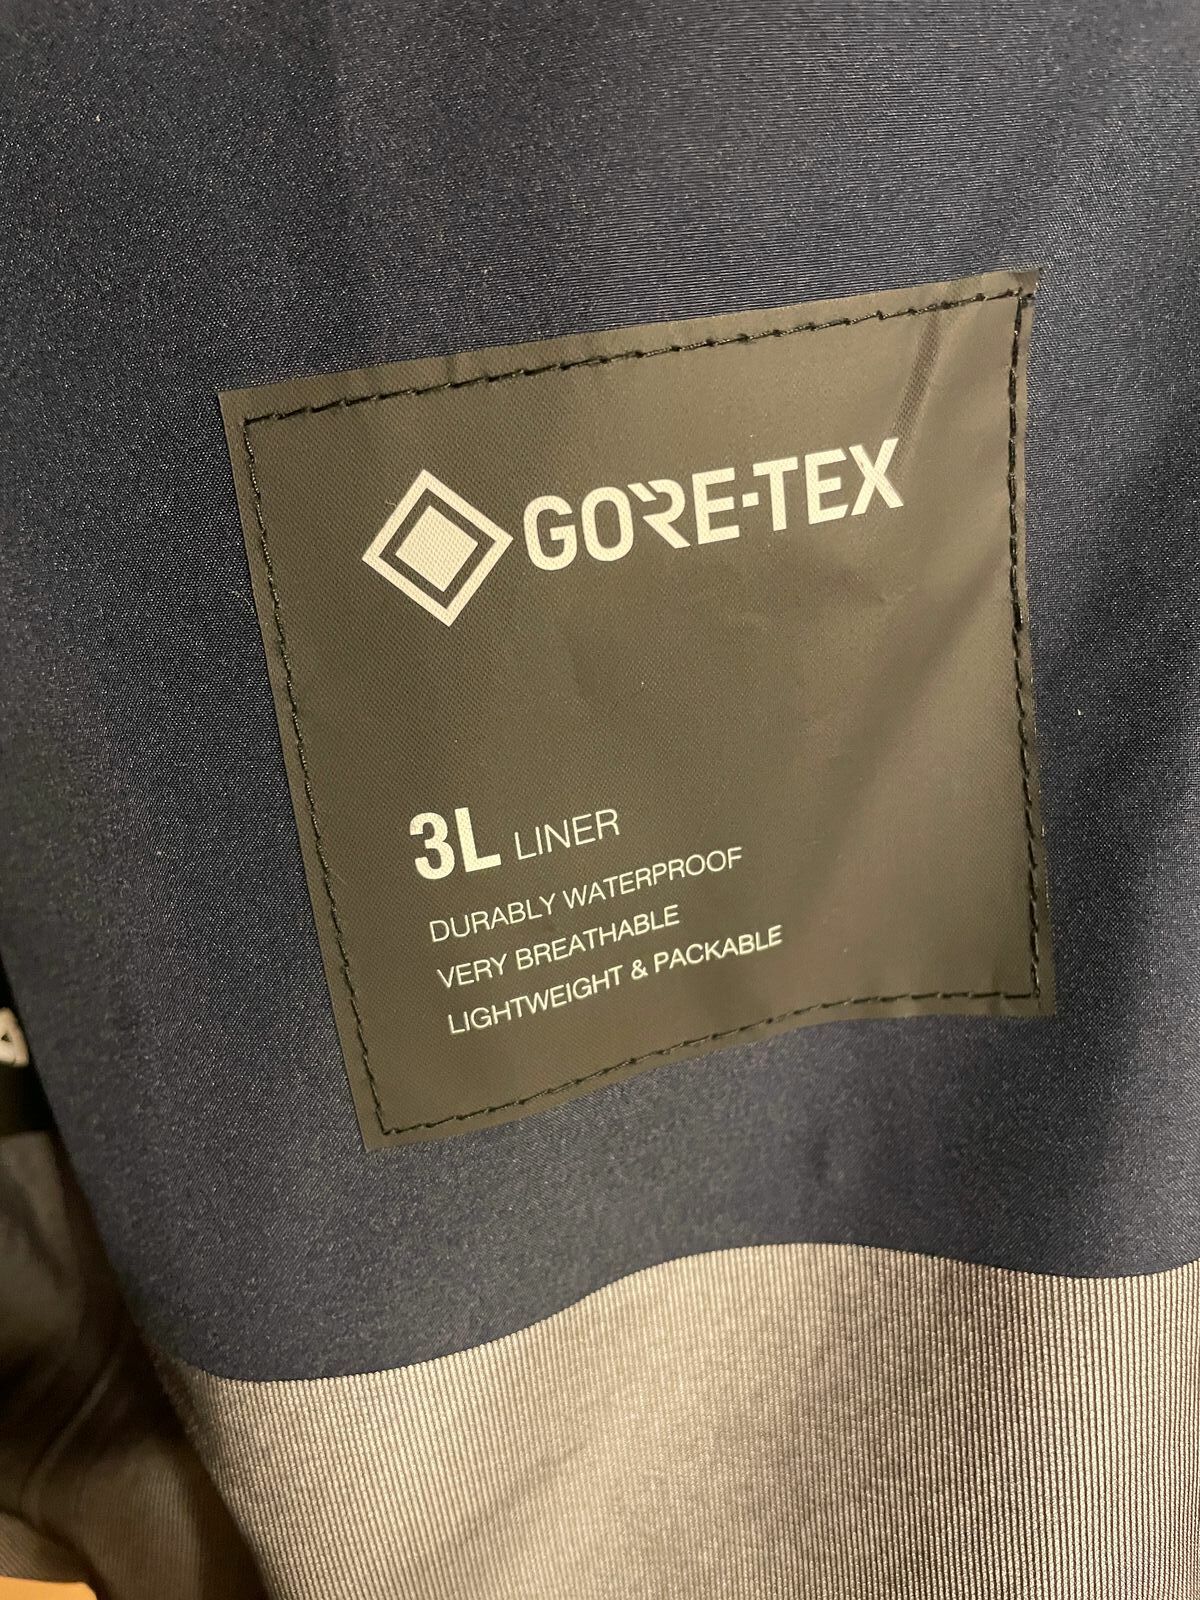 GORE-TEX
3L LINER
DURABLY WATERPROOF
VERY BREATHABLE
LIGHTWEIGHT & PACKABLE